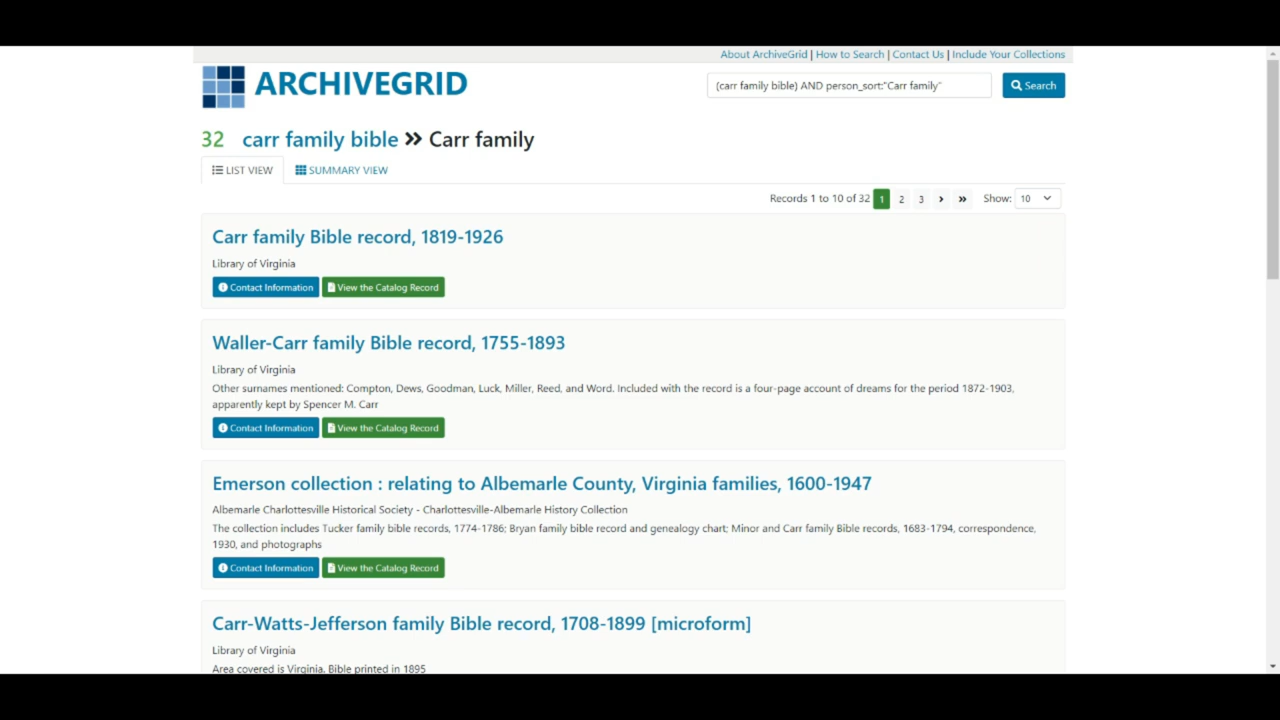 About ArchiveGrid | How to Search | Contact Us | Include Your Collections
ARCHIVEGRID
(carr family bible) AND person_sort:"Carr family"
Search
32 carr family bible » Carr family
LIST VIEW
SUMMARY VIEW
Records 1 to 10 of 32 1 2 3 › » Show: 10
Carr family Bible record, 1819-1926
Library of Virginia
Contact Information
View the Catalog Record
Waller-Carr family Bible record, 1755-1893
Library of Virginia
Other surnames mentioned: Compton, Dews, Goodman, Luck, Miller, Reed, and Word. Included with the record is a four-page account of dreams for the period 1872-1903,
apparently kept by Spencer M. Carr
Contact Information
View the Catalog Record
Emerson collection : relating to Albemarle County, Virginia families, 1600-1947
Albemarle Charlottesville Historical Society - Charlottesville-Albemarle History Collection
The collection includes Tucker family bible records, 1774-1786; Bryan family bible record and genealogy chart; Minor and Carr family Bible records, 1683-1794, correspondence,
1930, and photographs
Contact Information
View the Catalog Record
Carr-Watts-Jefferson family Bible record, 1708-1899 [microform]
Library of Virginia
Area covered is Virginia. Bible printed in 1895